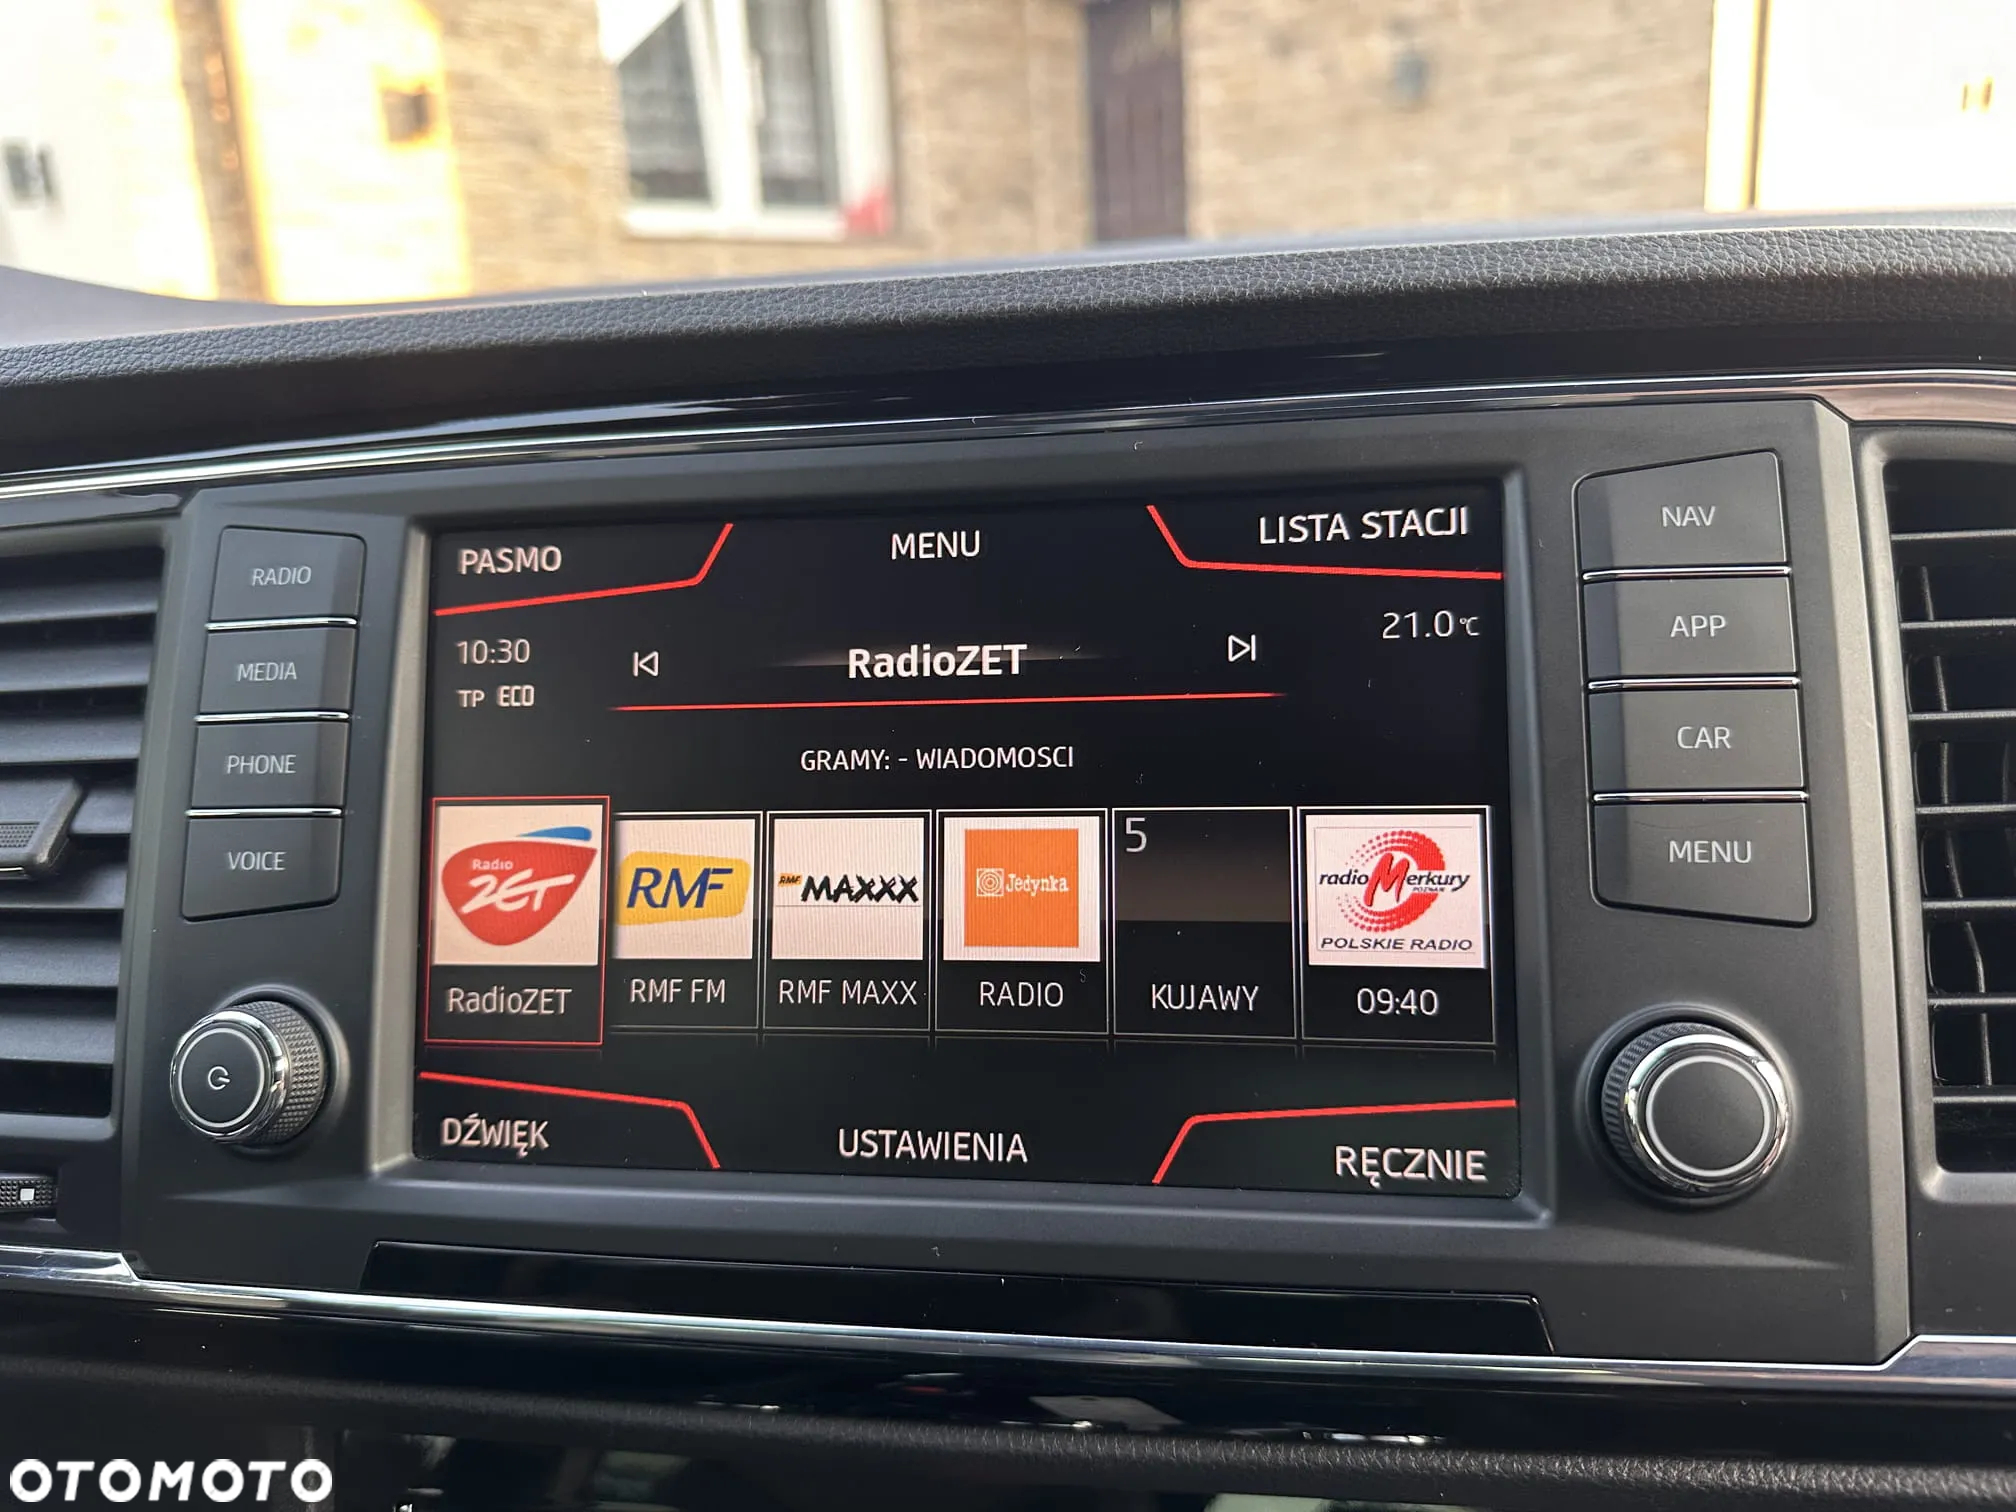 PASMO
MENU
LISTA STACJI
10:30
TP ECO
RadioZET
21.0°C
GRAMY: - WIADOMOSCI
Radio
ZET
RMF
RMF MAXXX
Jedynka
5
radio Merkury
POZNAŃ
POLSKIE RADIO
RadioZET
RMF FM
RMF MAXX
RADIO
KUJAWY
09:40
DŹWIĘK
USTAWIENIA
RĘCZNIE
RADIO
MEDIA
PHONE
VOICE
NAV
APP
CAR
MENU
OTOMOTO